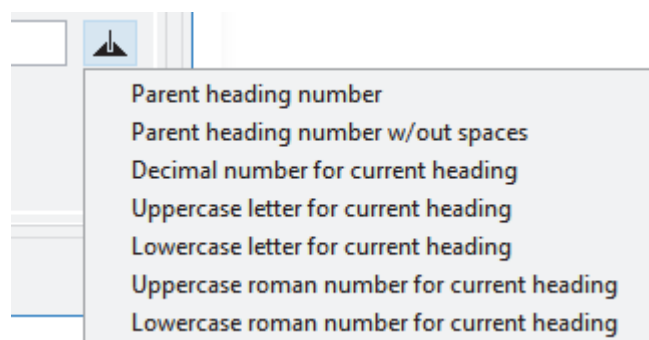 Parent heading number
Parent heading number w/out spaces
Decimal number for current heading
Uppercase letter for current heading
Lowercase letter for current heading
Uppercase roman number for current heading
Lowercase roman number for current heading